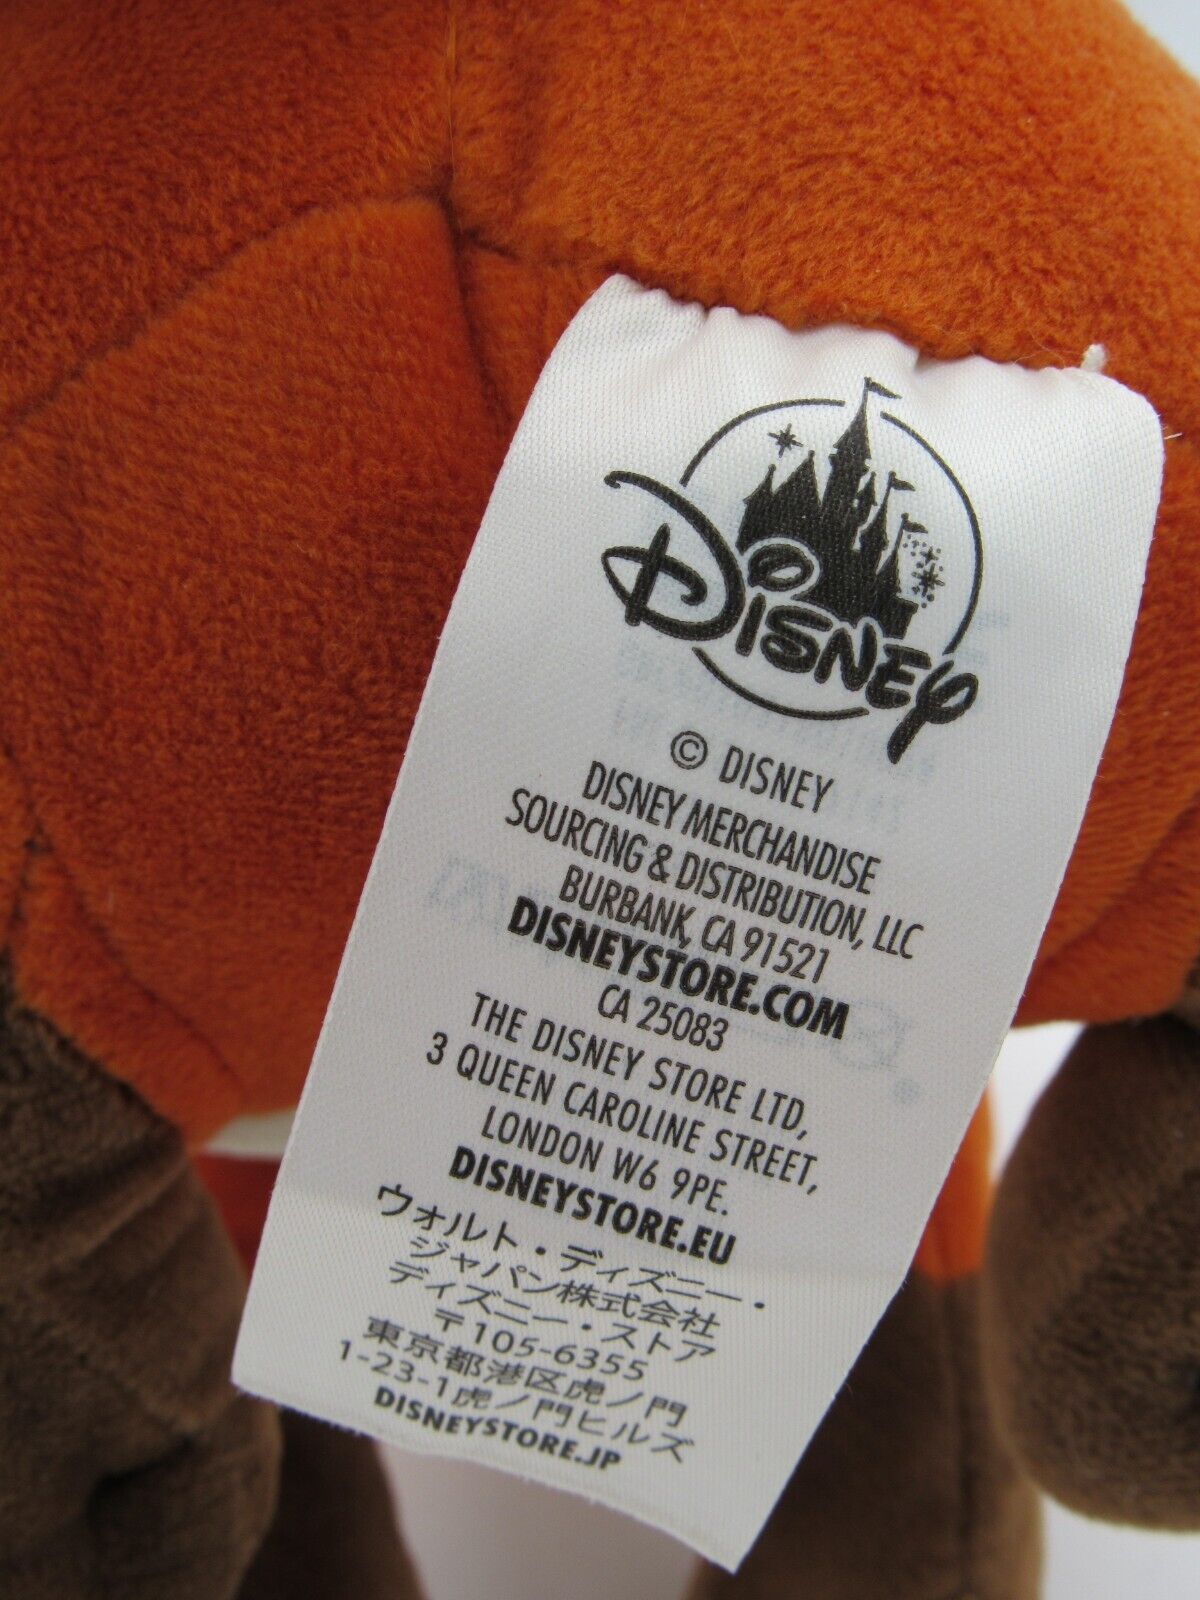 Disney
© DISNEY
DISNEY MERCHANDISE
SOURCING & DISTRIBUTION, LLC
BURBANK, CA 91521
DISNEYSTORE.COM
CA 25083
THE DISNEY STORE LTD,
3 QUEEN CAROLINE STREET,
LONDON W6 9PE.
DISNEYSTORE.EU
ウォルト・ディズニー・
ジャパン株式会社
ディズニー・ストア
〒105-6355
東京都港区虎ノ門
1-23-1虎ノ門ヒルズ
DISNEYSTORE.JP